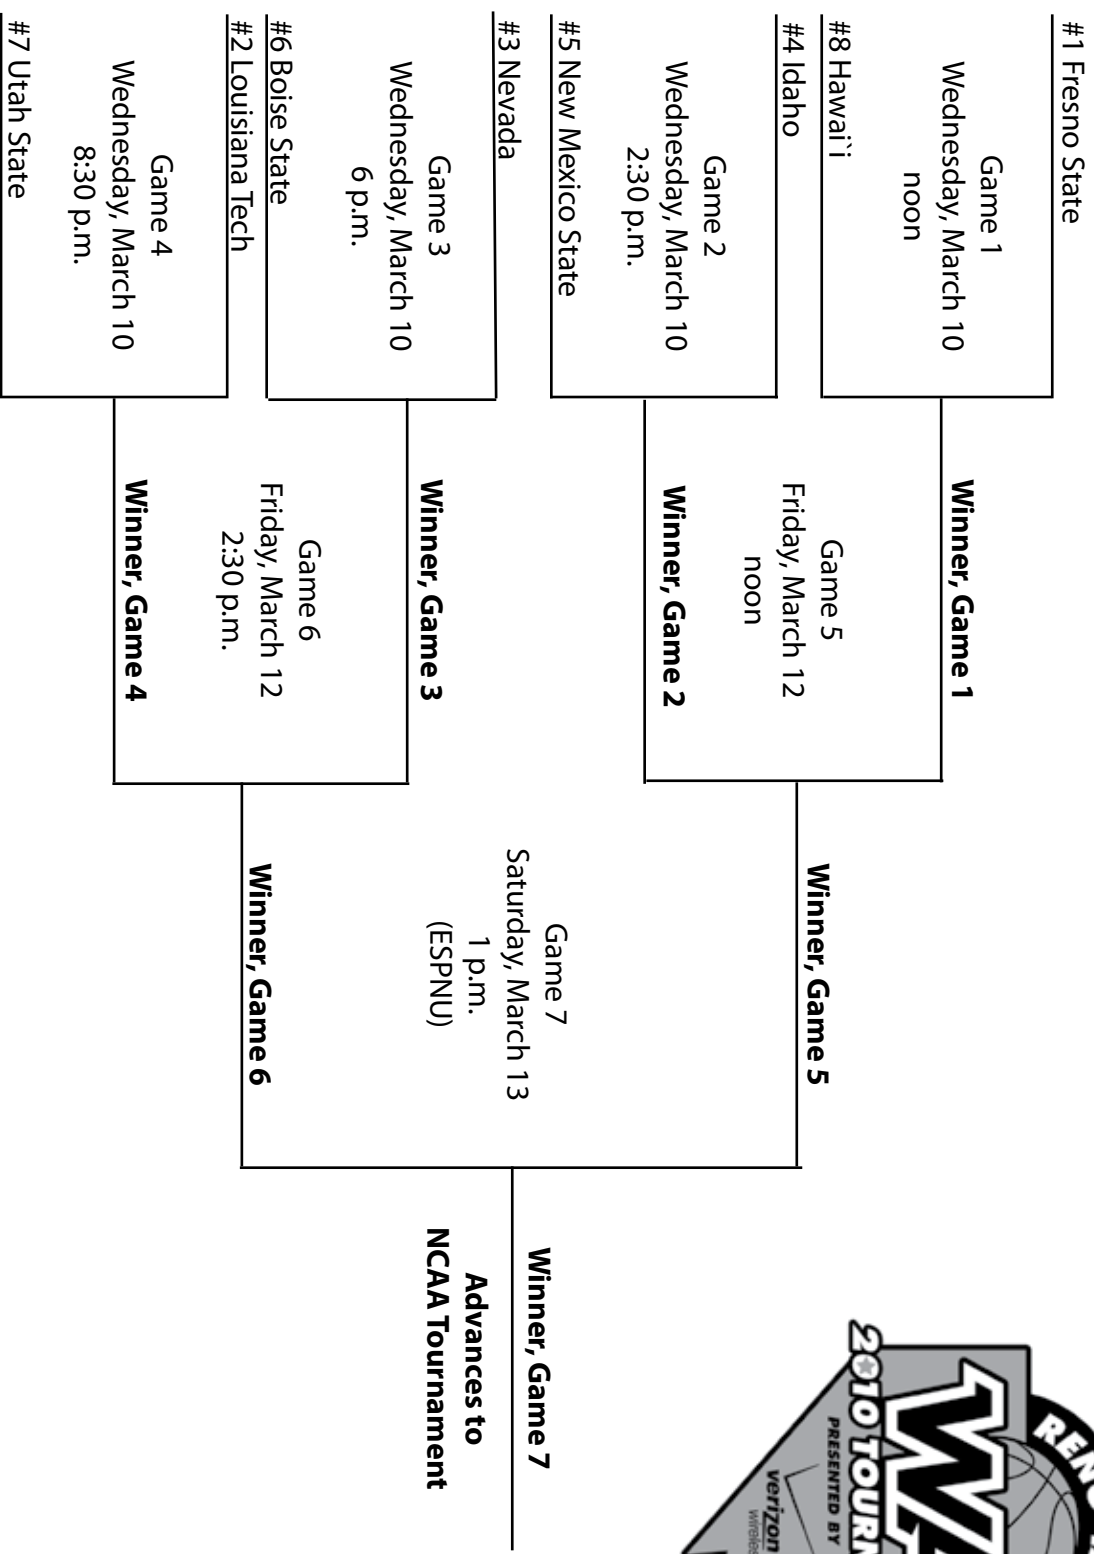 #1 Fresno State
Game 1
Wednesday, March 10
noon
#8 Hawai`i
#4 Idaho
Game 2
Wednesday, March 10
2:30 p.m.
#5 New Mexico State
#3 Nevada
Game 3
Wednesday, March 10
6 p.m.
#6 Boise State
#2 Louisiana Tech
Game 4
Wednesday, March 10
8:30 p.m.
#7 Utah State
Winner, Game 1
Game 5
Friday, March 12
noon
Winner, Game 2
Winner, Game 3
Game 6
Friday, March 12
2:30 p.m.
Winner, Game 4
Winner, Game 5
Game 7
Saturday, March 13
1 p.m.
(ESPNU)
Winner, Game 6
Winner, Game 7
Advances to
NCAA Tournament
2010
PRESENTED BY
verizon